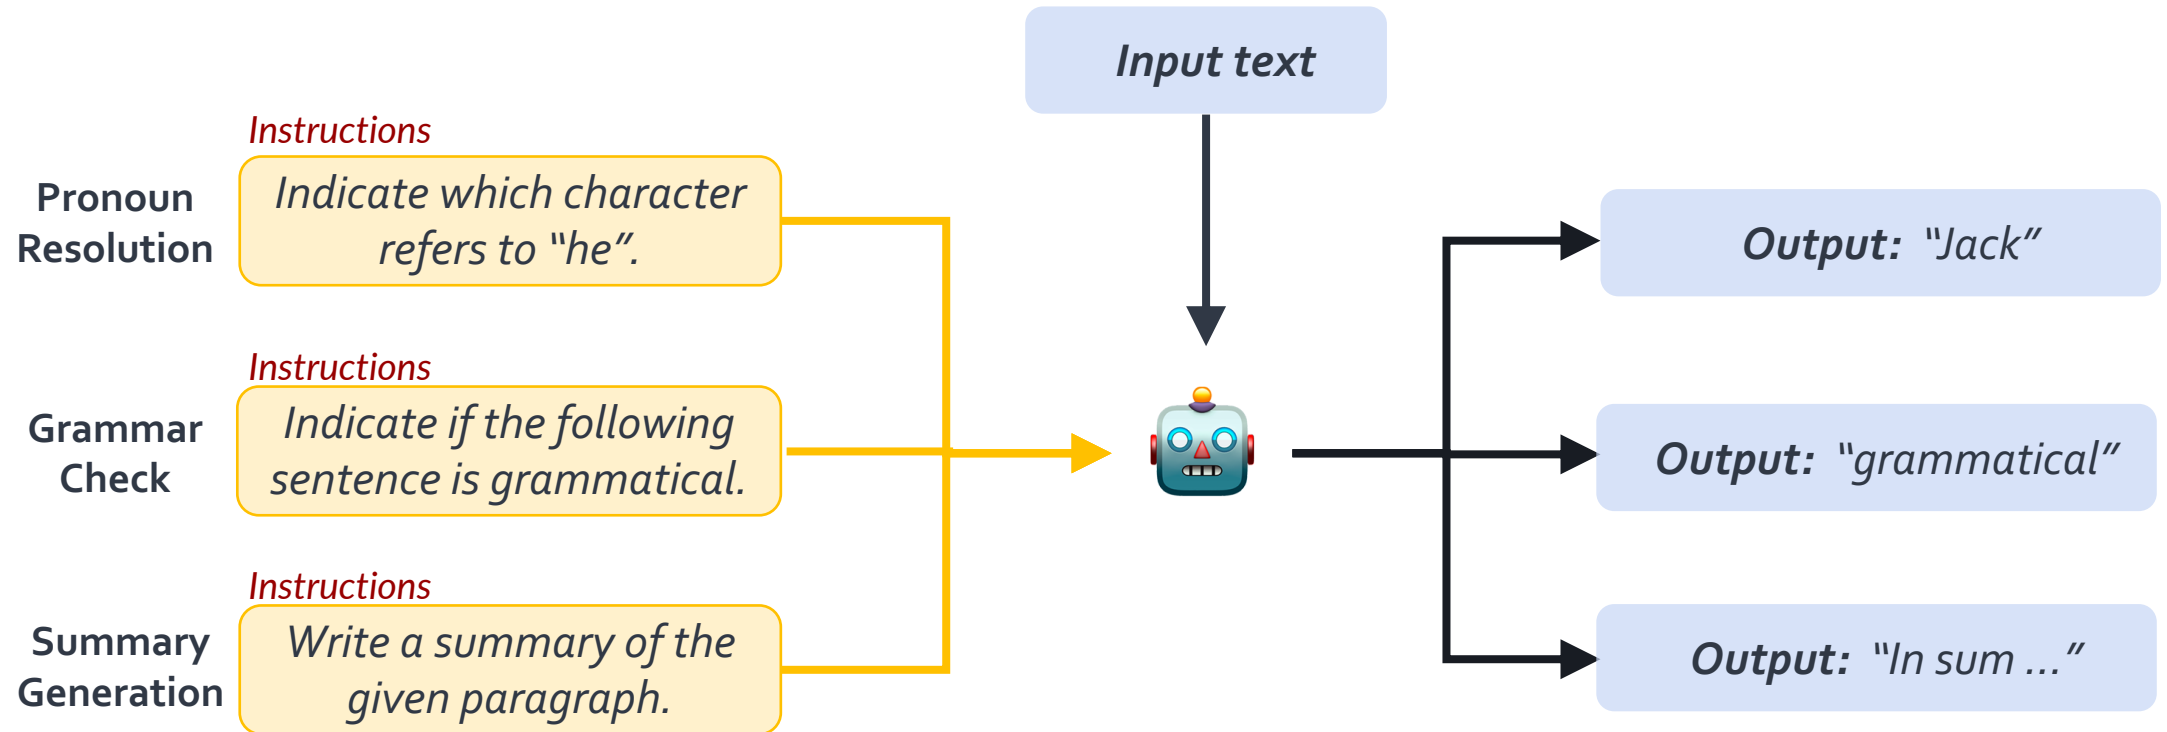 Input text
Instructions
Pronoun
Resolution
Indicate which character
refers to “he”.
Output: “Jack”
Instructions
Grammar
Check
Indicate if the following
sentence is grammatical.
Output: “grammatical”
Instructions
Summary
Generation
Write a summary of the
given paragraph.
Output: “In sum ...”